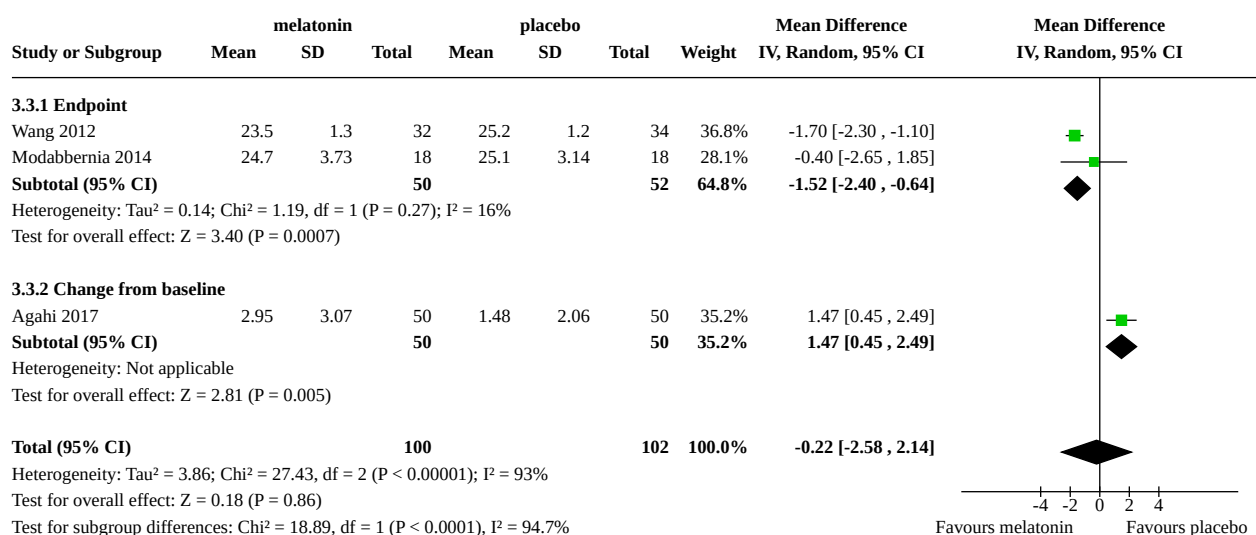 melatonin placebo Mean Difference Mean Difference
Study or Subgroup Mean SD Total Mean SD Total Weight IV, Random, 95% CI IV, Random, 95% CI
3.3.1 Endpoint
Wang 2012 23.5 1.3 32 25.2 1.2 34 36.8% -1.70 [-2.30 , -1.10]
Modabbernia 2014 24.7 3.73 18 25.1 3.14 18 28.1% -0.40 [-2.65 , 1.85]
Subtotal (95% CI) 50 52 64.8% -1.52 [-2.40 , -0.64]
Heterogeneity: Tau² = 0.14; Chi² = 1.19, df = 1 (P = 0.27); I² = 16%
Test for overall effect: Z = 3.40 (P = 0.0007)
3.3.2 Change from baseline
Agahi 2017 2.95 3.07 50 1.48 2.06 50 35.2% 1.47 [0.45 , 2.49]
Subtotal (95% CI) 50 50 35.2% 1.47 [0.45 , 2.49]
Heterogeneity: Not applicable
Test for overall effect: Z = 2.81 (P = 0.005)
Total (95% CI) 100 102 100.0% -0.22 [-2.58 , 2.14]
Heterogeneity: Tau² = 3.86; Chi² = 27.43, df = 2 (P < 0.00001); I² = 93%
Test for overall effect: Z = 0.18 (P = 0.86)
-4 -2 0 2 4
Test for subgroup differences: Chi² = 18.89, df = 1 (P < 0.0001), I² = 94.7%
Favours melatonin Favours placebo